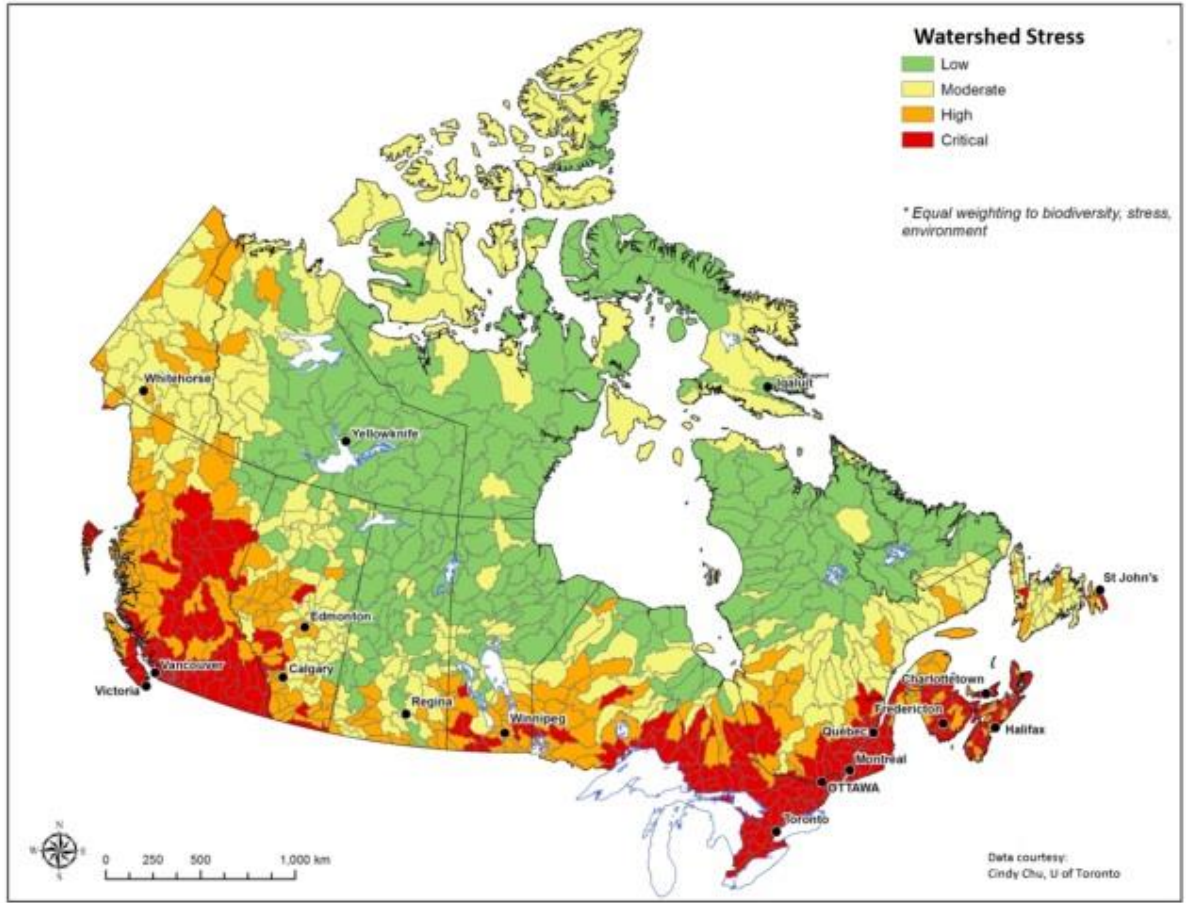 Watershed Stress
Low
Moderate
High
Critical
* Equal weighting to biodiversity, stress,
environment
Whitehorse
Iqaluit
Yellowknife
St John's
Edmonton
Vancouver
Calgary
Victoria
Charlottetown
Regina
Fredericton
Winnipeg
Halifax
Québec
Montréal
OTTAWA
Toronto
N
W
E
S
0 250 500 1,000 km
Data courtesy:
Cindy Chu, U of Toronto